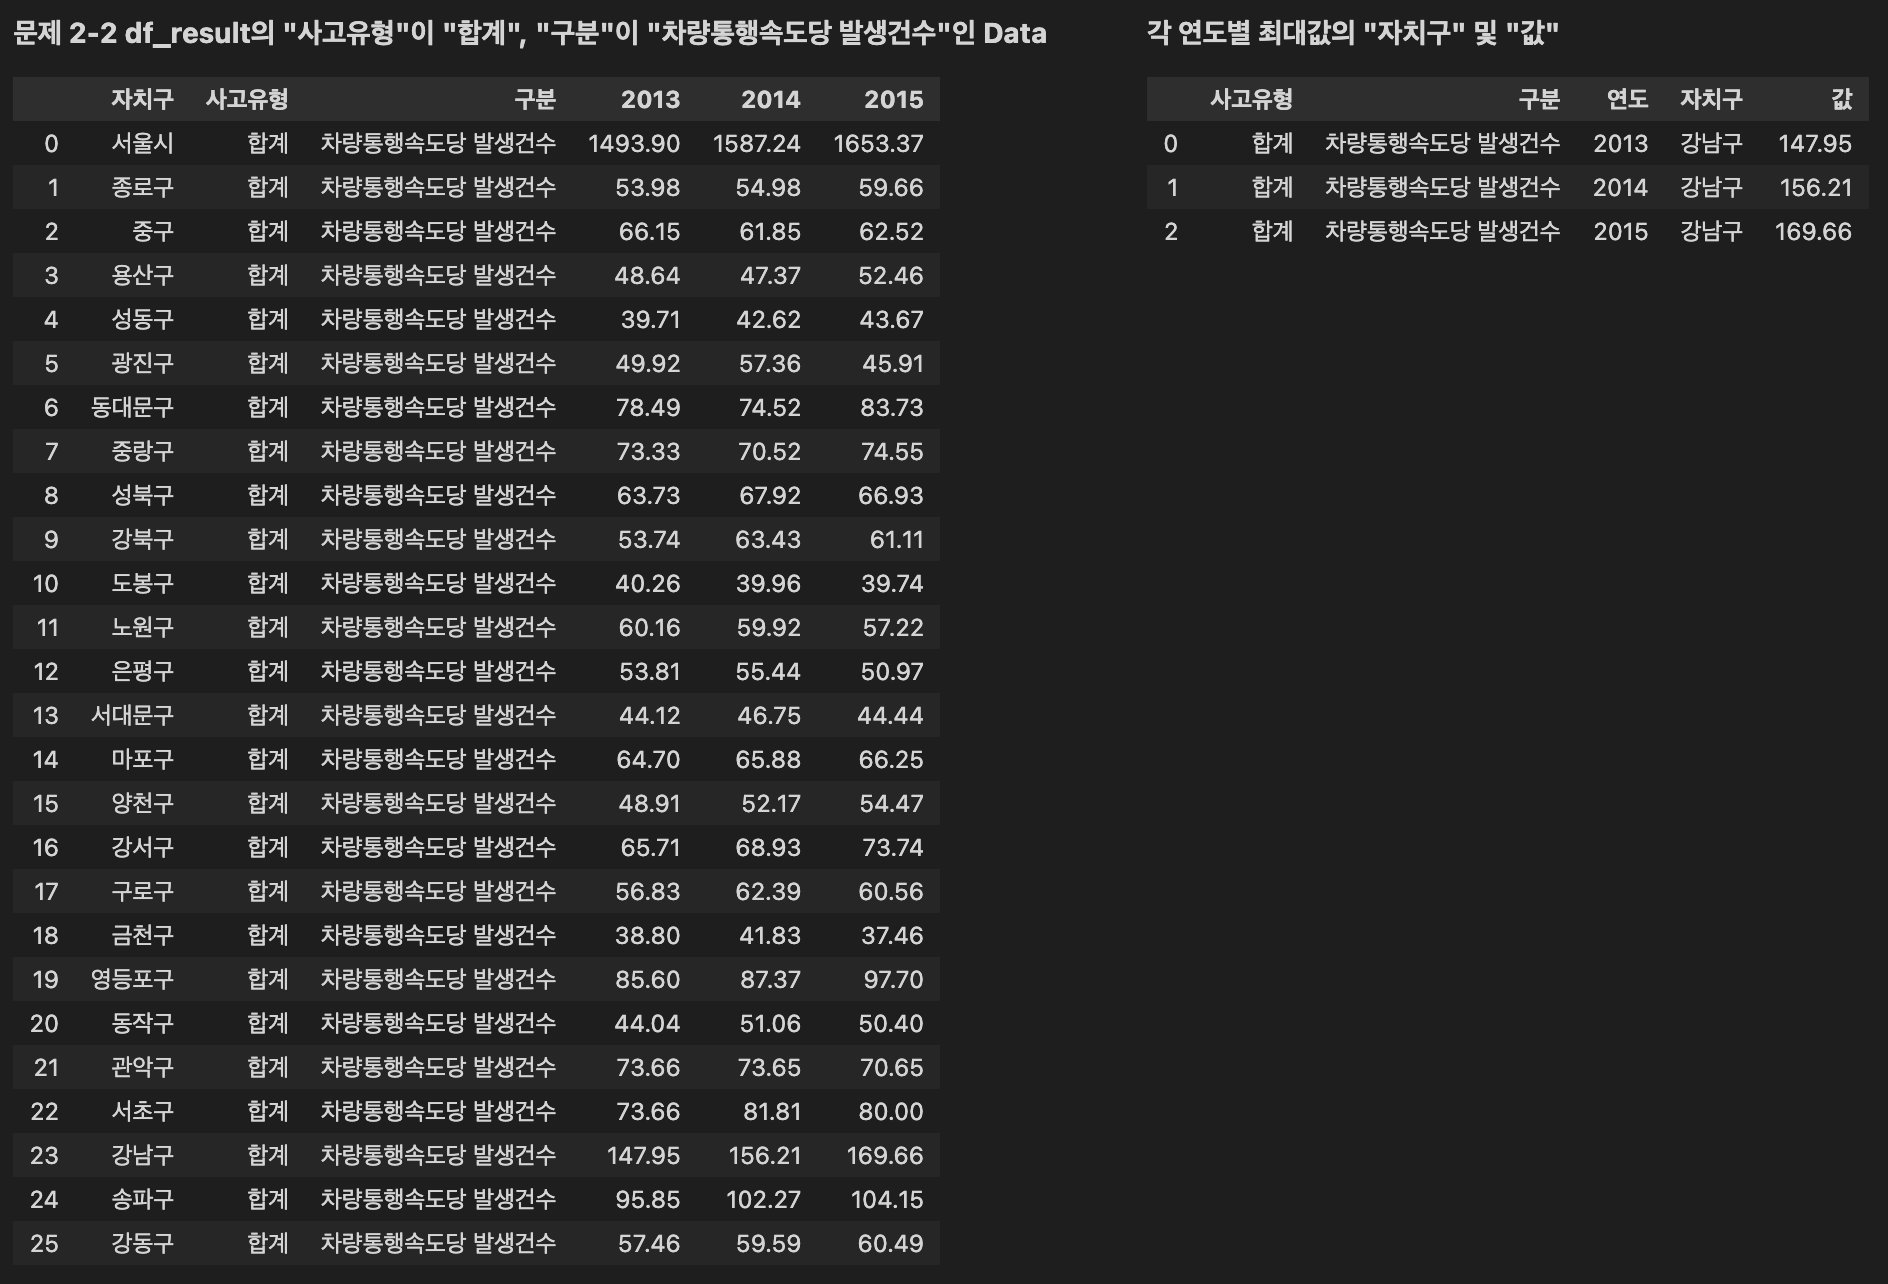 문제 2-2 df_result의 "사고유형"이 "합계", "구분"이 "차량통행속도당 발생건수"인 Data
자치구 사고유형 구분 2013 2014 2015
0 서울시 합계 차량통행속도당 발생건수 1493.90 1587.24 1653.37
1 종로구 합계 차량통행속도당 발생건수 53.98 54.98 59.66
2 중구 합계 차량통행속도당 발생건수 66.15 61.85 62.52
3 용산구 합계 차량통행속도당 발생건수 48.64 47.37 52.46
4 성동구 합계 차량통행속도당 발생건수 39.71 42.62 43.67
5 광진구 합계 차량통행속도당 발생건수 49.92 57.36 45.91
6 동대문구 합계 차량통행속도당 발생건수 78.49 74.52 83.73
7 중랑구 합계 차량통행속도당 발생건수 73.33 70.52 74.55
8 성북구 합계 차량통행속도당 발생건수 63.73 67.92 66.93
9 강북구 합계 차량통행속도당 발생건수 53.74 63.43 61.11
10 도봉구 합계 차량통행속도당 발생건수 40.26 39.96 39.74
11 노원구 합계 차량통행속도당 발생건수 60.16 59.92 57.22
12 은평구 합계 차량통행속도당 발생건수 53.81 55.44 50.97
13 서대문구 합계 차량통행속도당 발생건수 44.12 46.75 44.44
14 마포구 합계 차량통행속도당 발생건수 64.70 65.88 66.25
15 양천구 합계 차량통행속도당 발생건수 48.91 52.17 54.47
16 강서구 합계 차량통행속도당 발생건수 65.71 68.93 73.74
17 구로구 합계 차량통행속도당 발생건수 56.83 62.39 60.56
18 금천구 합계 차량통행속도당 발생건수 38.80 41.83 37.46
19 영등포구 합계 차량통행속도당 발생건수 85.60 87.37 97.70
20 동작구 합계 차량통행속도당 발생건수 44.04 51.06 50.40
21 관악구 합계 차량통행속도당 발생건수 73.66 73.65 70.65
22 서초구 합계 차량통행속도당 발생건수 73.66 81.81 80.00
23 강남구 합계 차량통행속도당 발생건수 147.95 156.21 169.66
24 송파구 합계 차량통행속도당 발생건수 95.85 102.27 104.15
25 강동구 합계 차량통행속도당 발생건수 57.46 59.59 60.49
각 연도별 최대값의 "자치구" 및 "값"
사고유형 구분 연도 자치구 값
0 합계 차량통행속도당 발생건수 2013 강남구 147.95
1 합계 차량통행속도당 발생건수 2014 강남구 156.21
2 합계 차량통행속도당 발생건수 2015 강남구 169.66